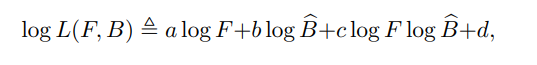 log L(F, B) ≜ a log F+b log B̂+c log F log B̂+d,